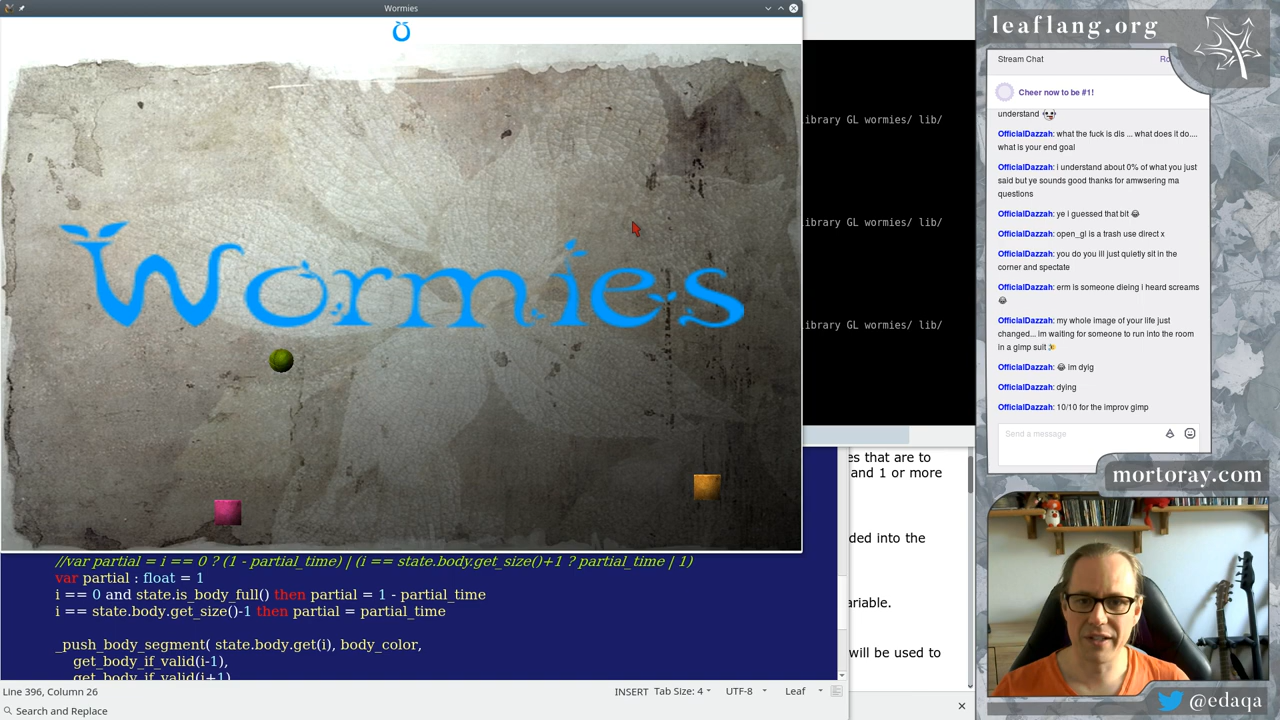 Wormies
0
Wormies
ibrary GL wormies/ lib/
ibrary GL wormies/ lib/
ibrary GL wormies/ lib/
es that are to
and 1 or more
ded into the
ariable.
will be used to
//var partial = i == 0 ? (1 - partial_time) | (i == state.body.get_size()+1 ? partial_time | 1)
var partial : float = 1
i == 0 and state.is_body_full() then partial = 1 - partial_time
i == state.body.get_size()-1 then partial = partial_time
_push_body_segment( state.body.get(i), body_color,
get_body_if_valid(i-1),
get_body_if_valid(i+1),
Line 396, Column 26
INSERT Tab Size: 4 UTF-8 Leaf
Search and Replace
leaflang.org
Stream Chat
Ro
Cheer now to be #1!
understand
OfficialDazzah: what the fuck is dis ... what does it do....
what is your end goal
OfficialDazzah: i understand about 0% of what you just
said but ye sounds good thanks for amwsering ma
questions
OfficialDazzah: ye i guessed that bit 😂
OfficialDazzah: open_gl is a trash use direct x
OfficialDazzah: you do you ill just quietly sit in the
corner and spectate
OfficialDazzah: erm is someone dieing i heard screams
😂
OfficialDazzah: my whole image of your life just
changed... im waiting for someone to run into the room
in a gimp suit
OfficialDazzah: 😂 im dyig
OfficialDazzah: dying
OfficialDazzah: 10/10 for the improv gimp
Send a message
mortoray.com
@edaqa